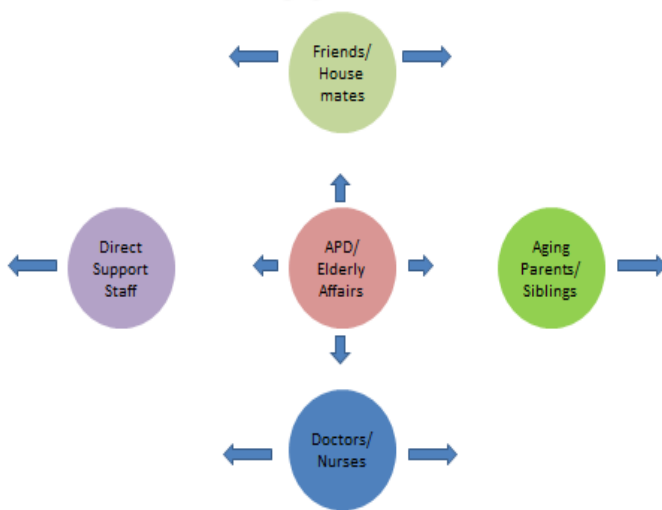 Friends/
House
mates
Direct
Support
Staff
APD/
Elderly
Affairs
Aging
Parents/
Siblings
Doctors/
Nurses